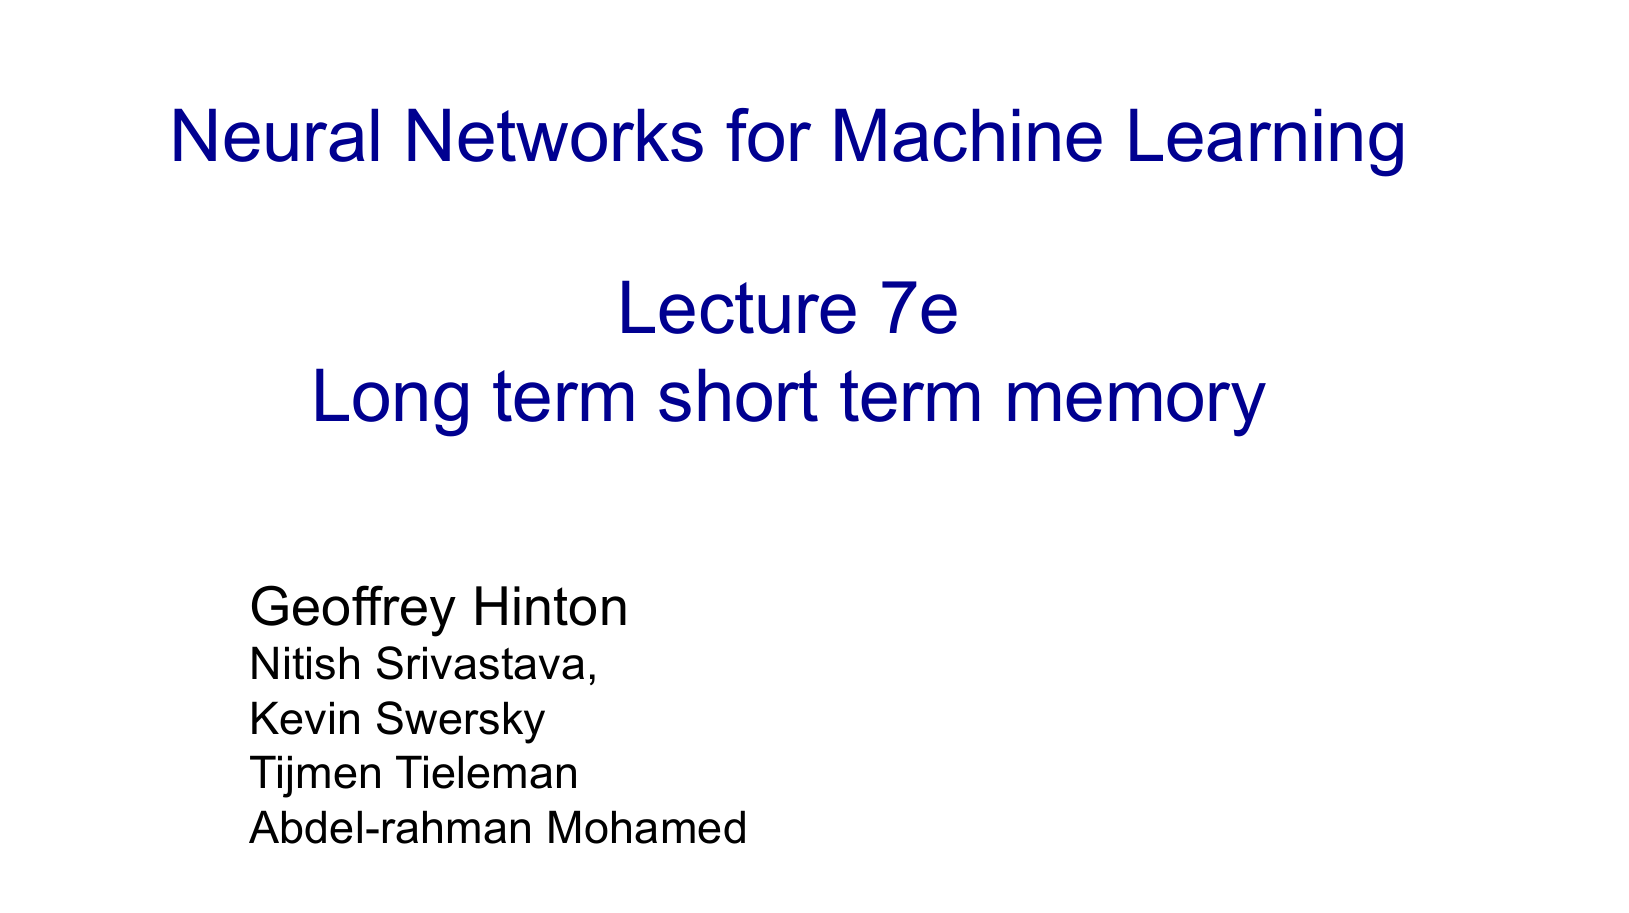 Neural Networks for Machine Learning
Lecture 7e
Long term short term memory
Geoffrey Hinton
Nitish Srivastava,
Kevin Swersky
Tijmen Tieleman
Abdel-rahman Mohamed